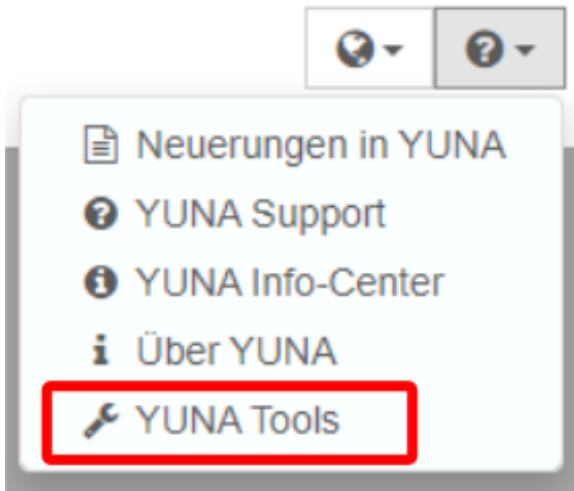 Neuerungen in YUNA
YUNA Support
YUNA Info-Center
Über YUNA
YUNA Tools